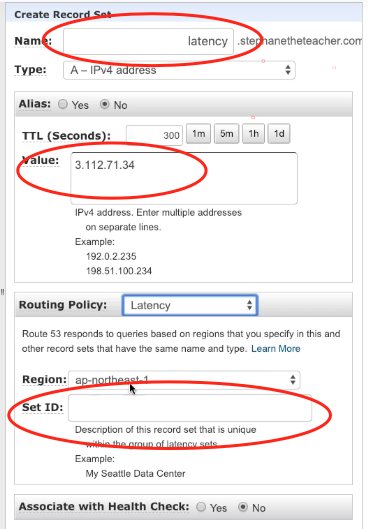 Create Record Set
Name: latency .stephanetheteacher.com
Type: A – IPv4 address
Alias: Yes No
TTL (Seconds): 300 1m 5m 1h 1d
Value: 3.112.71.34
IPv4 address. Enter multiple addresses
on separate lines.
Example:
192.0.2.235
198.51.100.234
Routing Policy: Latency
Route 53 responds to queries based on regions that you specify in this and
other record sets that have the same name and type. Learn More
Region: ap-northeast-1
Set ID:
Description of this record set that is unique
within the group of latency sets.
Example:
My Seattle Data Center
Associate with Health Check: Yes No